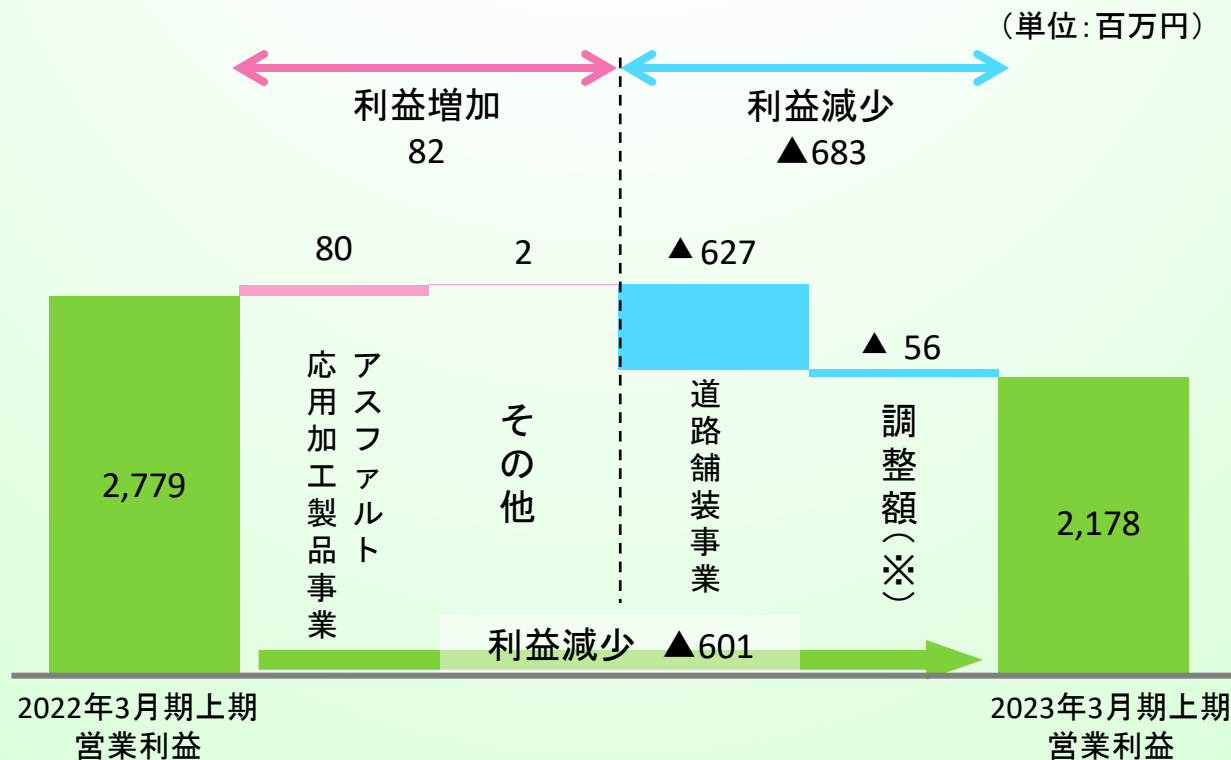 （単位：百万円）
利益増加
82
利益減少
▲683
80
2
▲ 627
▲ 56
アスファルト
応用加工製品事業
その他
道路舗装事業
調整額（※）
2,779
2,178
利益減少 ▲601
2022年3月期上期
営業利益
2023年3月期上期
営業利益